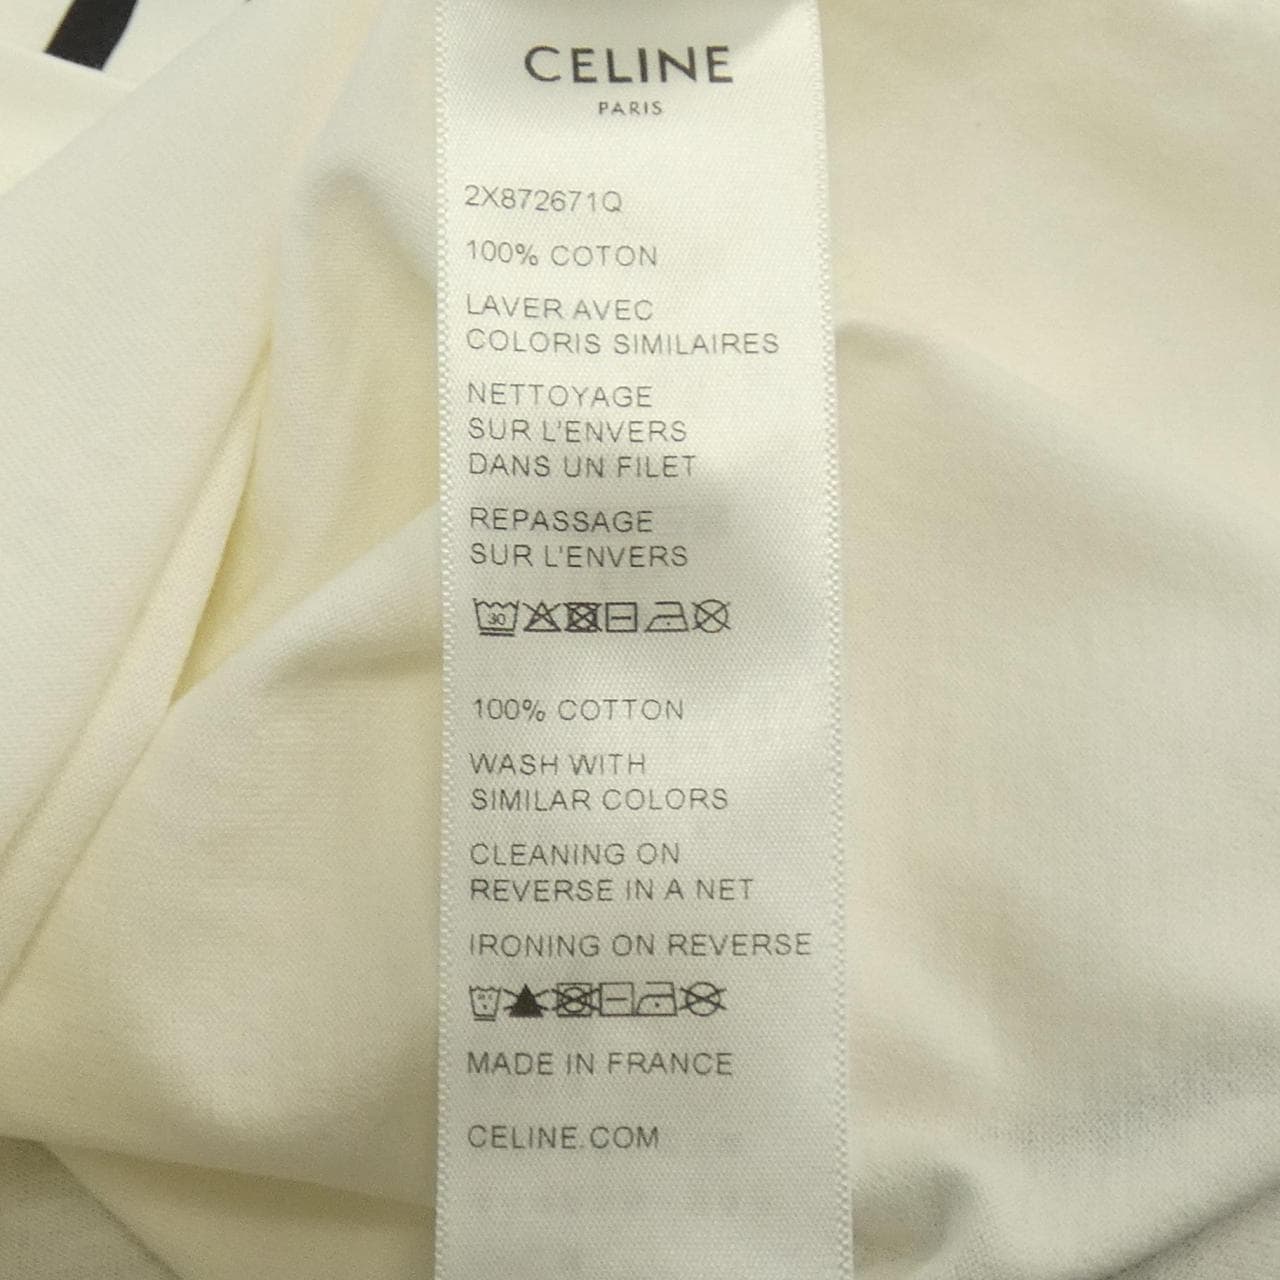 CELINE
PARIS
2X872671Q
100% COTON
LAVER AVEC
COLORIS SIMILAIRES
NETTOYAGE
SUR L'ENVERS
DANS UN FILET
REPASSAGE
SUR L'ENVERS
30
100% COTTON
WASH WITH
SIMILAR COLORS
CLEANING ON
REVERSE IN A NET
IRONING ON REVERSE
MADE IN FRANCE
CELINE.COM